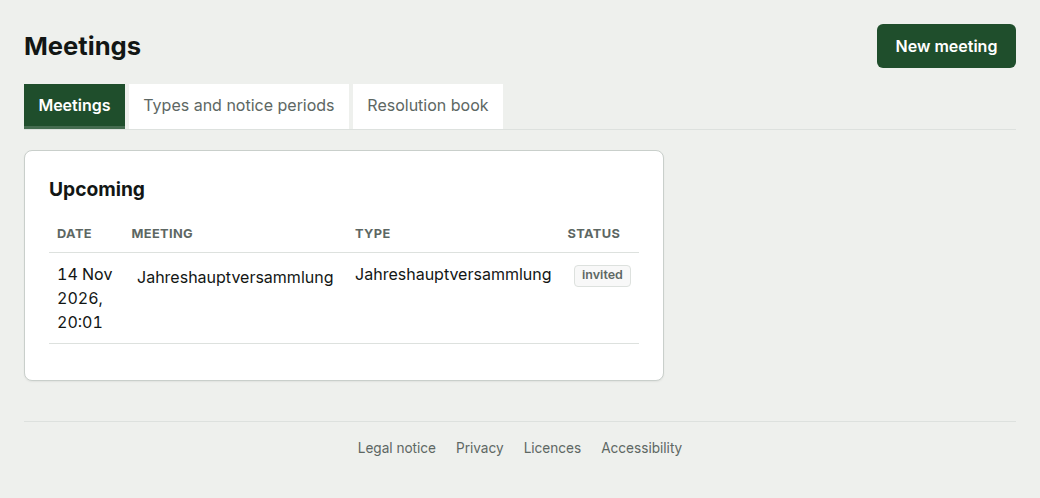 Meetings
New meeting
Meetings
Types and notice periods
Resolution book
Upcoming
DATE MEETING TYPE STATUS
14 Nov 2026, 20:01 Jahreshauptversammlung Jahreshauptversammlung invited
Legal notice Privacy Licences Accessibility